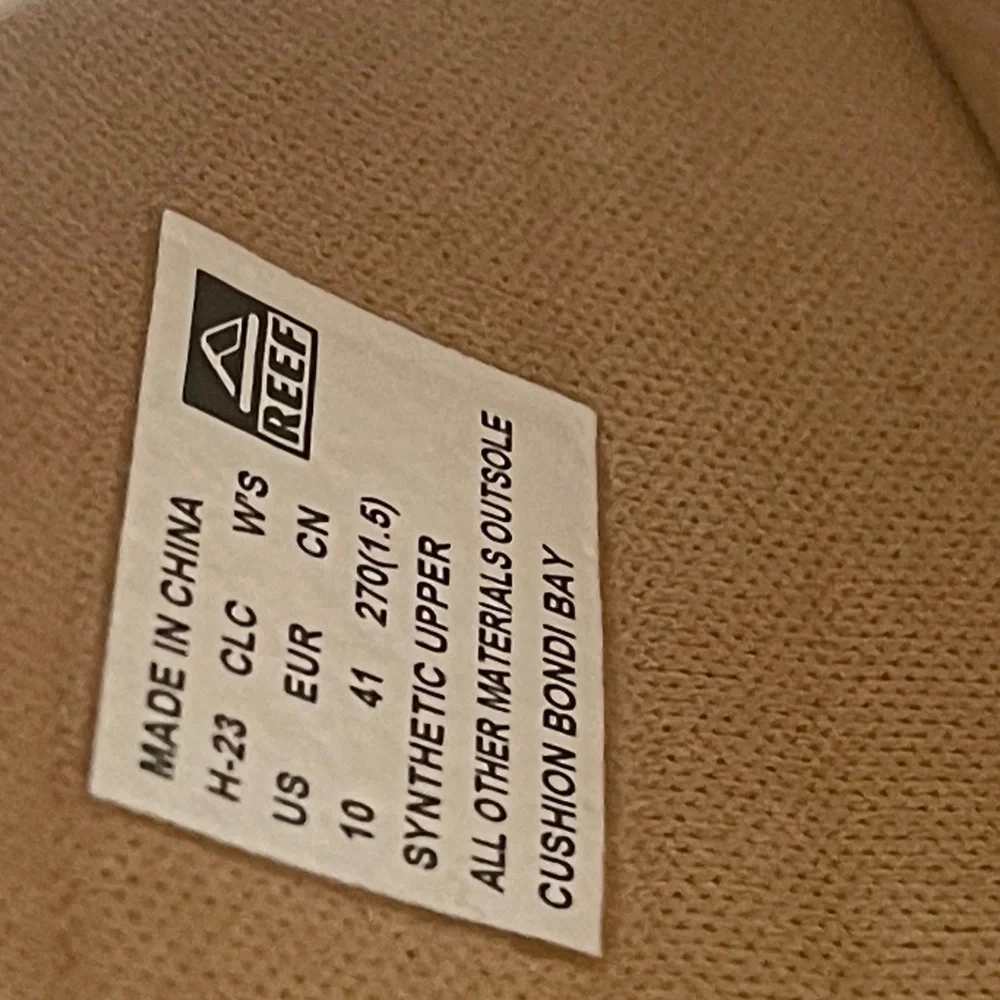 REEF
MADE IN CHINA
H-23 CLC W'S
US EUR CN
10 41 270(1.5)
SYNTHETIC UPPER
ALL OTHER MATERIALS OUTSOLE
CUSHION BONDI BAY